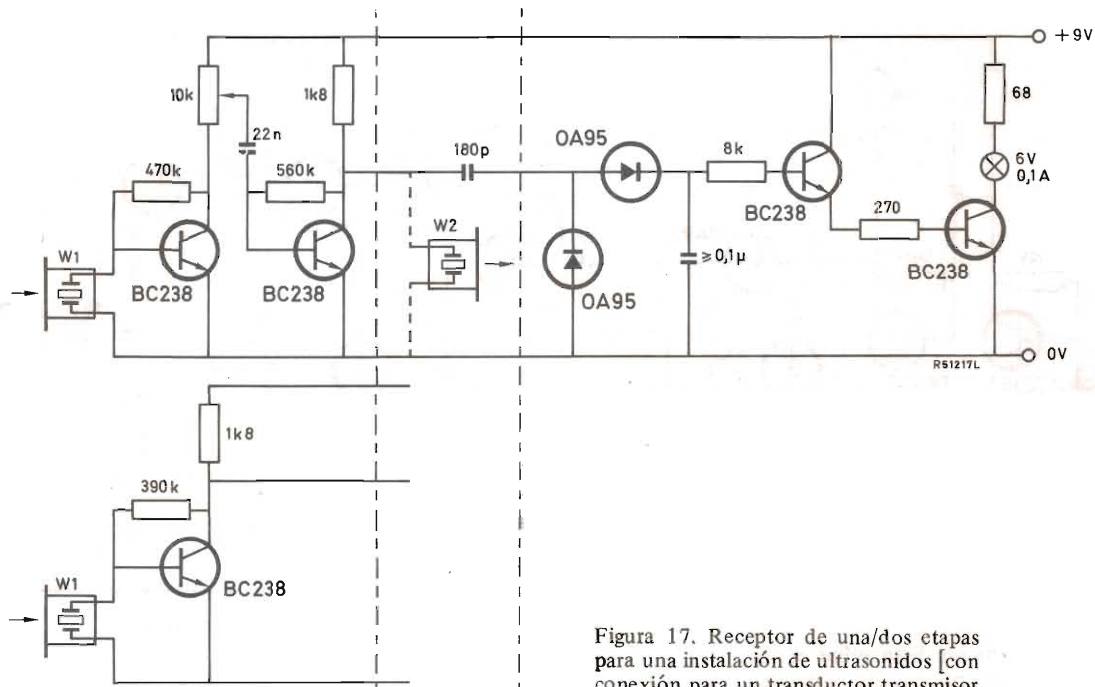 +9V
10k
1k8
68
22n
180p
OA95
8k
6V
0,1A
470k
560k
BC238
270
W1
W2
BC238
BC238
≥0,1µ
BC238
OA95
R51217L
0V
1k8
390k
BC238
W1
Figura 17. Receptor de una/dos etapas
para una instalación de ultrasonidos [con
conexión para un transductor transmisor